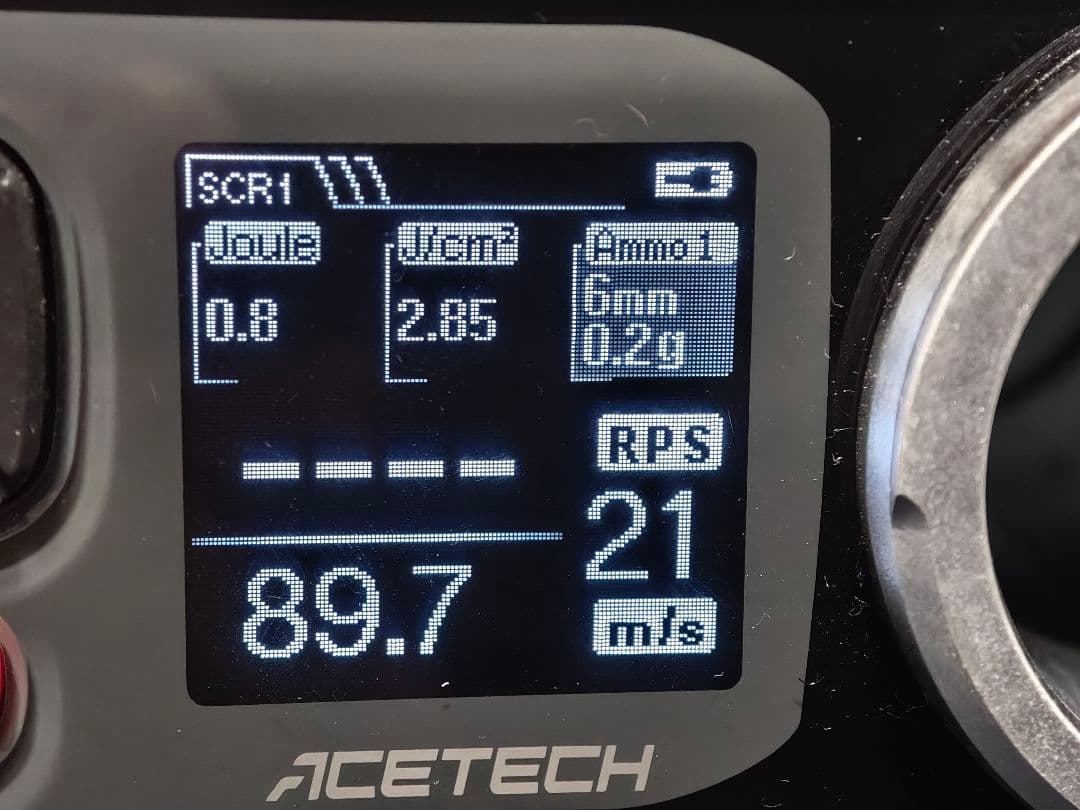 SCR1
Joule
0.8
J/cm²
2.85
Ammo 1
6mm
0.2g
----
RPS
21
89.7
m/s
ACETECH